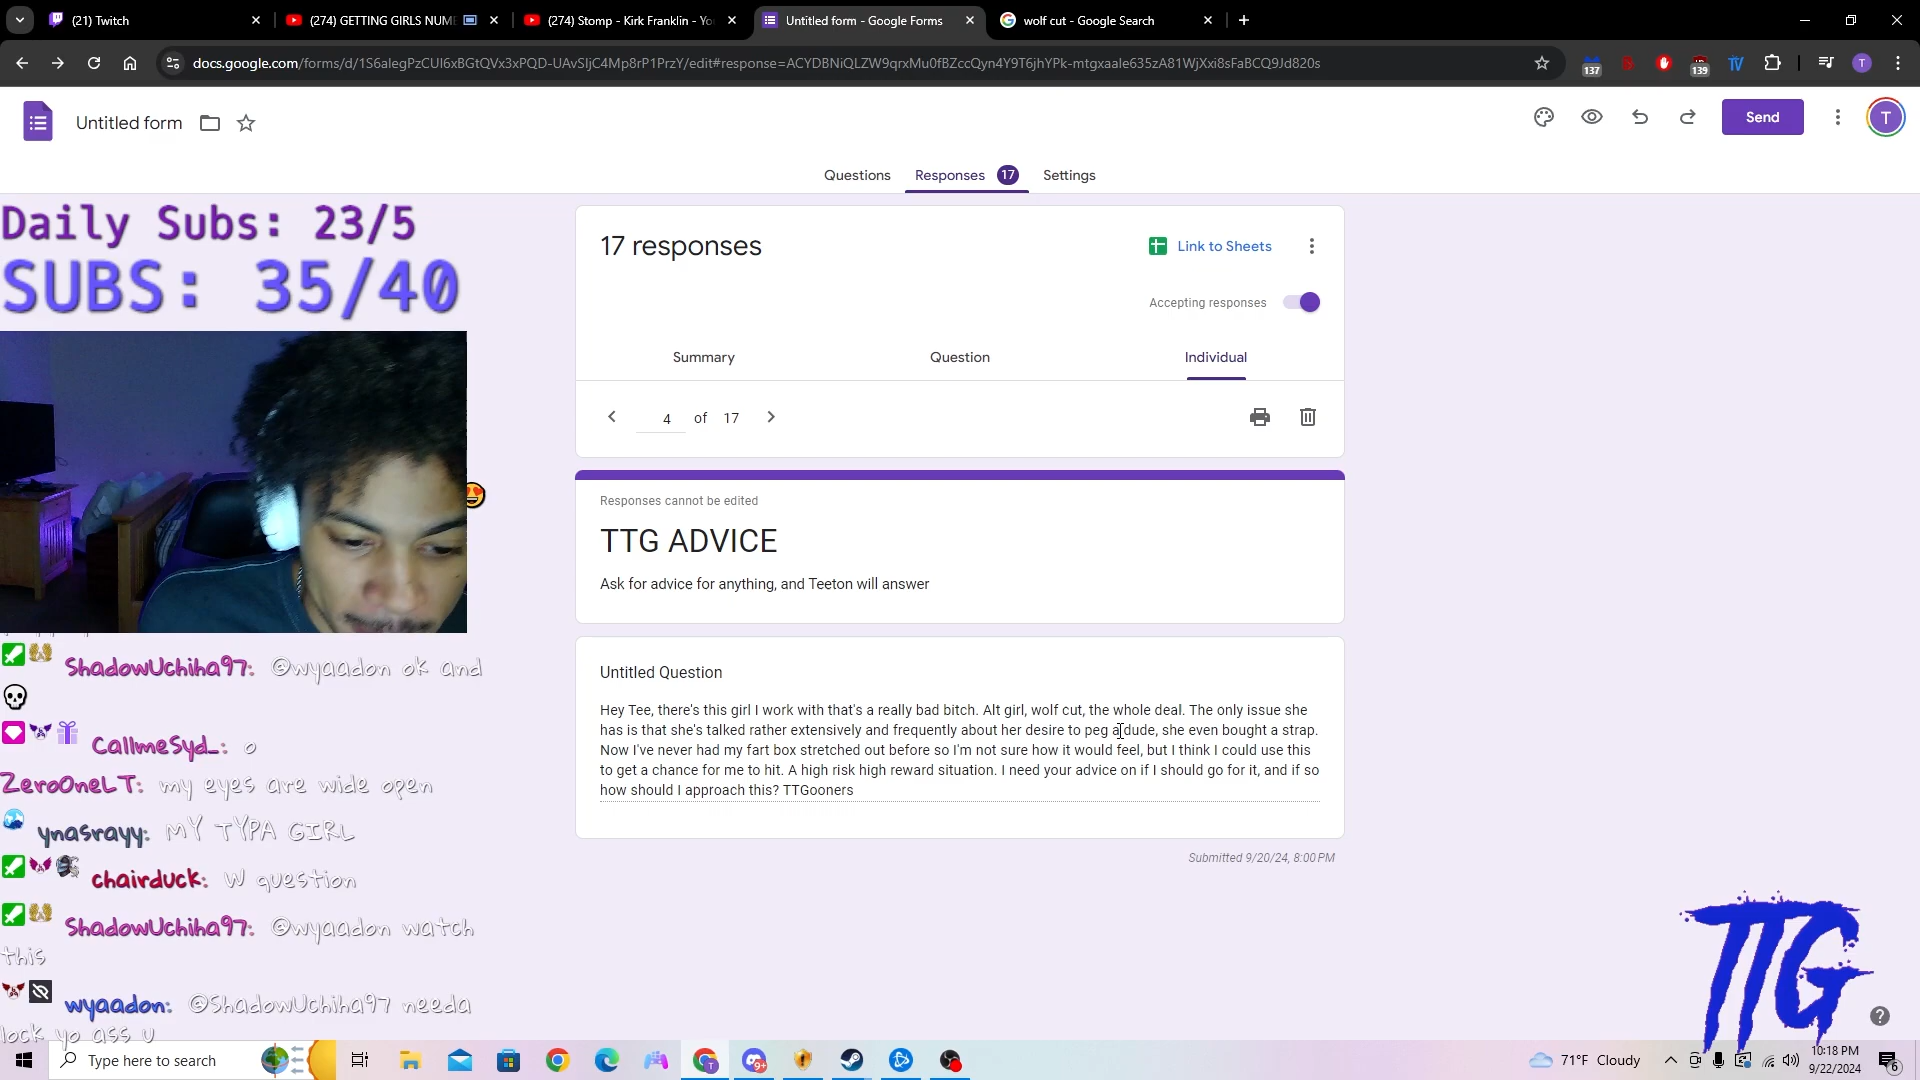 (21) Twitch
(274) GETTING GIRLS NUME
(274) Stomp - Kirk Franklin - Yo
Untitled form - Google Forms
wolf cut - Google Search
docs.google.com/forms/d/1S6alegPzCUI6xBGtQVx3xPQD-UAvSIjC4Mp8rP1PrzY/edit#response=ACYDBNiQLZW9qrxMu0fBZccQyn4Y9T6jhYPk-mtgxaale635zA81WjXxi8sFaBCQ9Jd820s
137
139
T
Untitled form
Send
T
Questions
Responses 17
Settings
Daily Subs: 23/5
SUBS: 35/40
17 responses
Link to Sheets
Accepting responses
Summary
Question
Individual
4 of 17
Responses cannot be edited
TTG ADVICE
Ask for advice for anything, and Teeton will answer
Untitled Question
Hey Tee, there's this girl I work with that's a really bad bitch. Alt girl, wolf cut, the whole deal. The only issue she
has is that she's talked rather extensively and frequently about her desire to peg a dude, she even bought a strap.
Now I've never had my fart box stretched out before so I'm not sure how it would feel, but I think I could use this
to get a chance for me to hit. A high risk high reward situation. I need your advice on if I should go for it, and if so
how should I approach this? TTGooners
Submitted 9/20/24, 8:00 PM
ShadowUchiha97: @wyaadon ok and
CallmeSyd_: o
ZeroOneLT: my eyes are wide open
ynasrayy: MY TYPA GIRL
chairduck: W question
ShadowUchiha97: @wyaadon watch
this
wyaadon: @ShadowUchiha97 needa
lock yo ass u
TTG
Type here to search
9+
71°F Cloudy
10:18 PM
9/22/2024
6